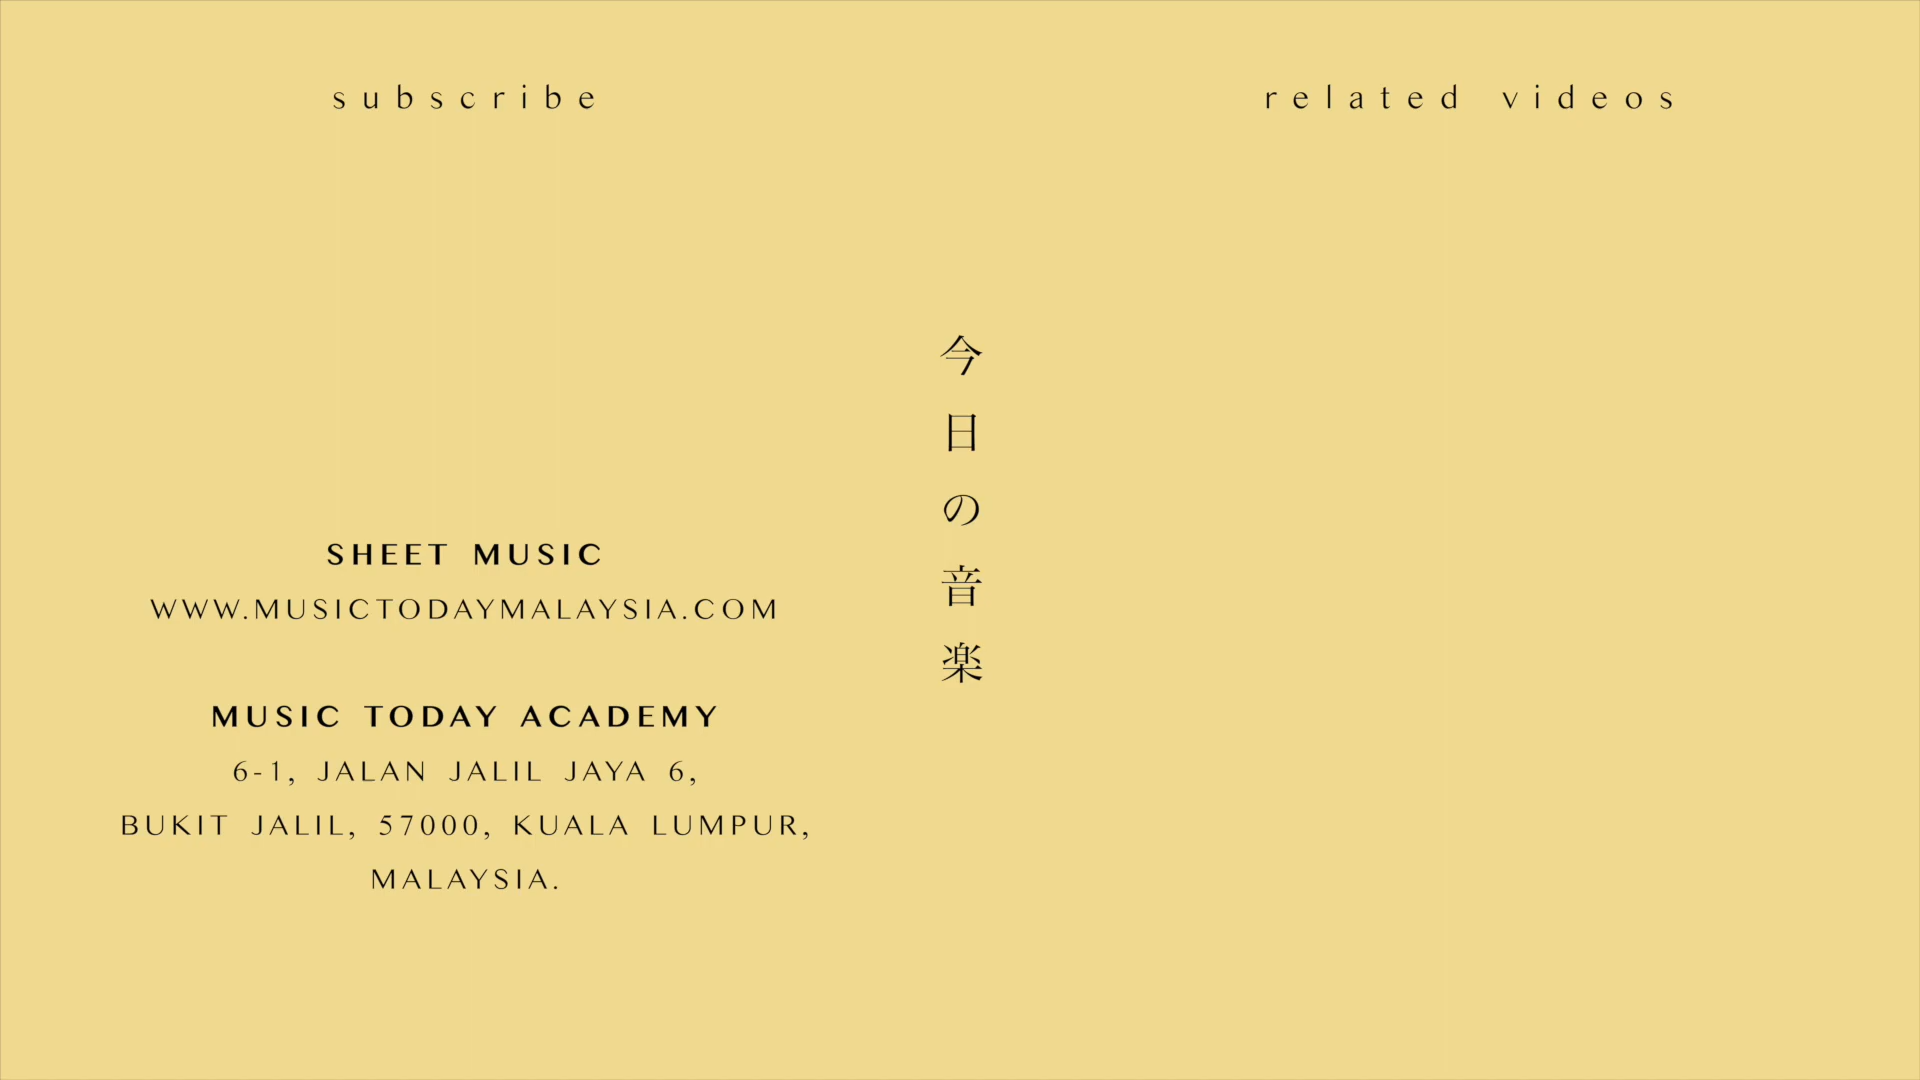 subscribe
related videos
今日の音楽
SHEET MUSIC
WWW.MUSICTODAYMALAYSIA.COM
MUSIC TODAY ACADEMY
6-1, JALAN JALIL JAYA 6,
BUKIT JALIL, 57000, KUALA LUMPUR,
MALAYSIA.